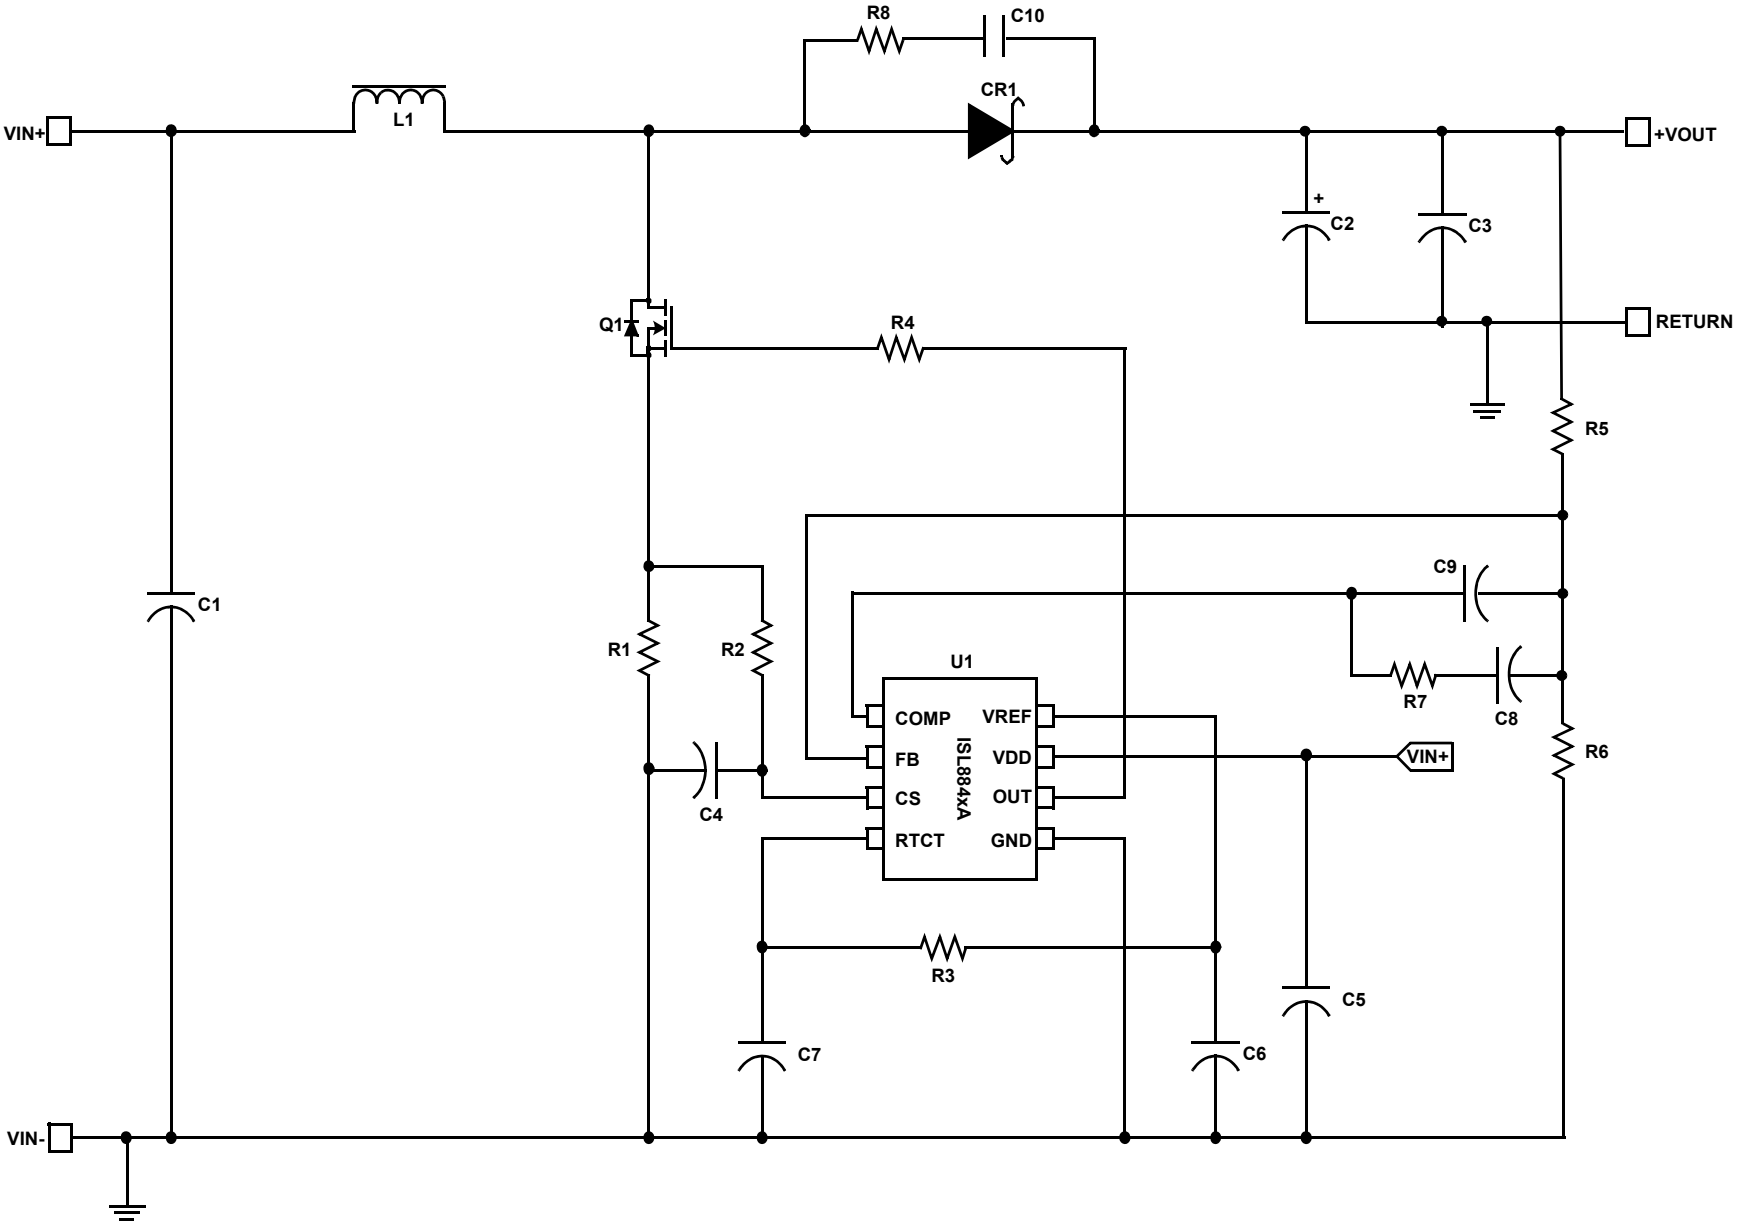 R8
C10
CR1
VIN+
L1
+VOUT
+
C2
C3
Q1
R4
RETURN
R5
C9
C1
R1
R2
U1
R7
C8
COMP
VREF
FB
ISL884xA
VDD
VIN+
R6
CS
OUT
C4
RTCT
GND
R3
C5
C7
C6
VIN-